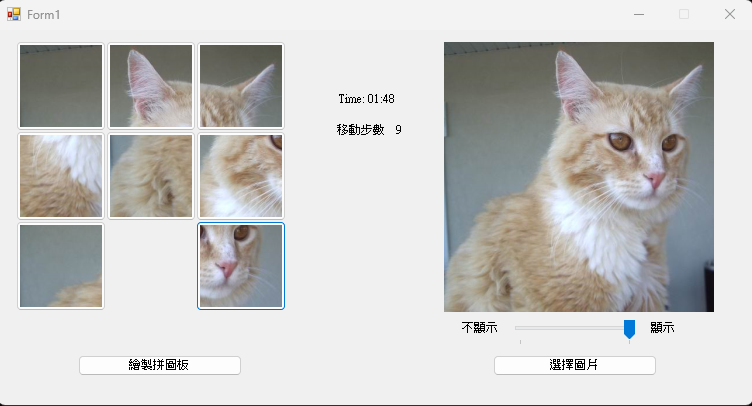 Form1
Time: 01:48
移動步數 9
不顯示 顯示
繪製拼圖板
選擇圖片